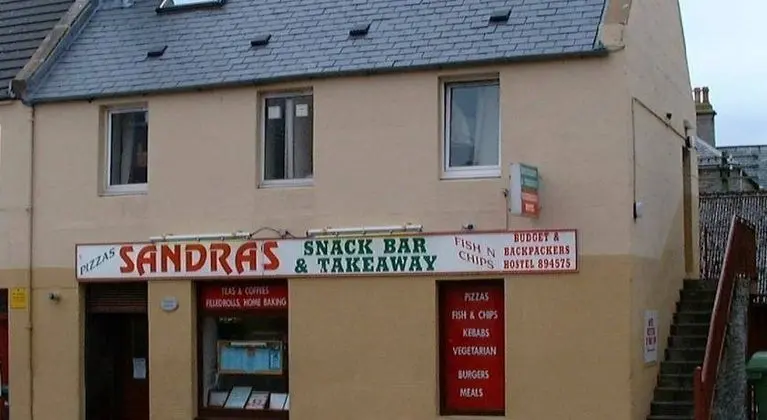 PIZZAS
SANDRAS
SNACK BAR
& TAKEAWAY
FISH N
CHIPS
BUDGET &
BACKPACKERS
HOSTEL 894575
TEAS & COFFEES
FILLEDROLLS, HOME BAKING
PIZZAS
FISH & CHIPS
KEBABS
VEGETARIAN
BURGERS
MEALS